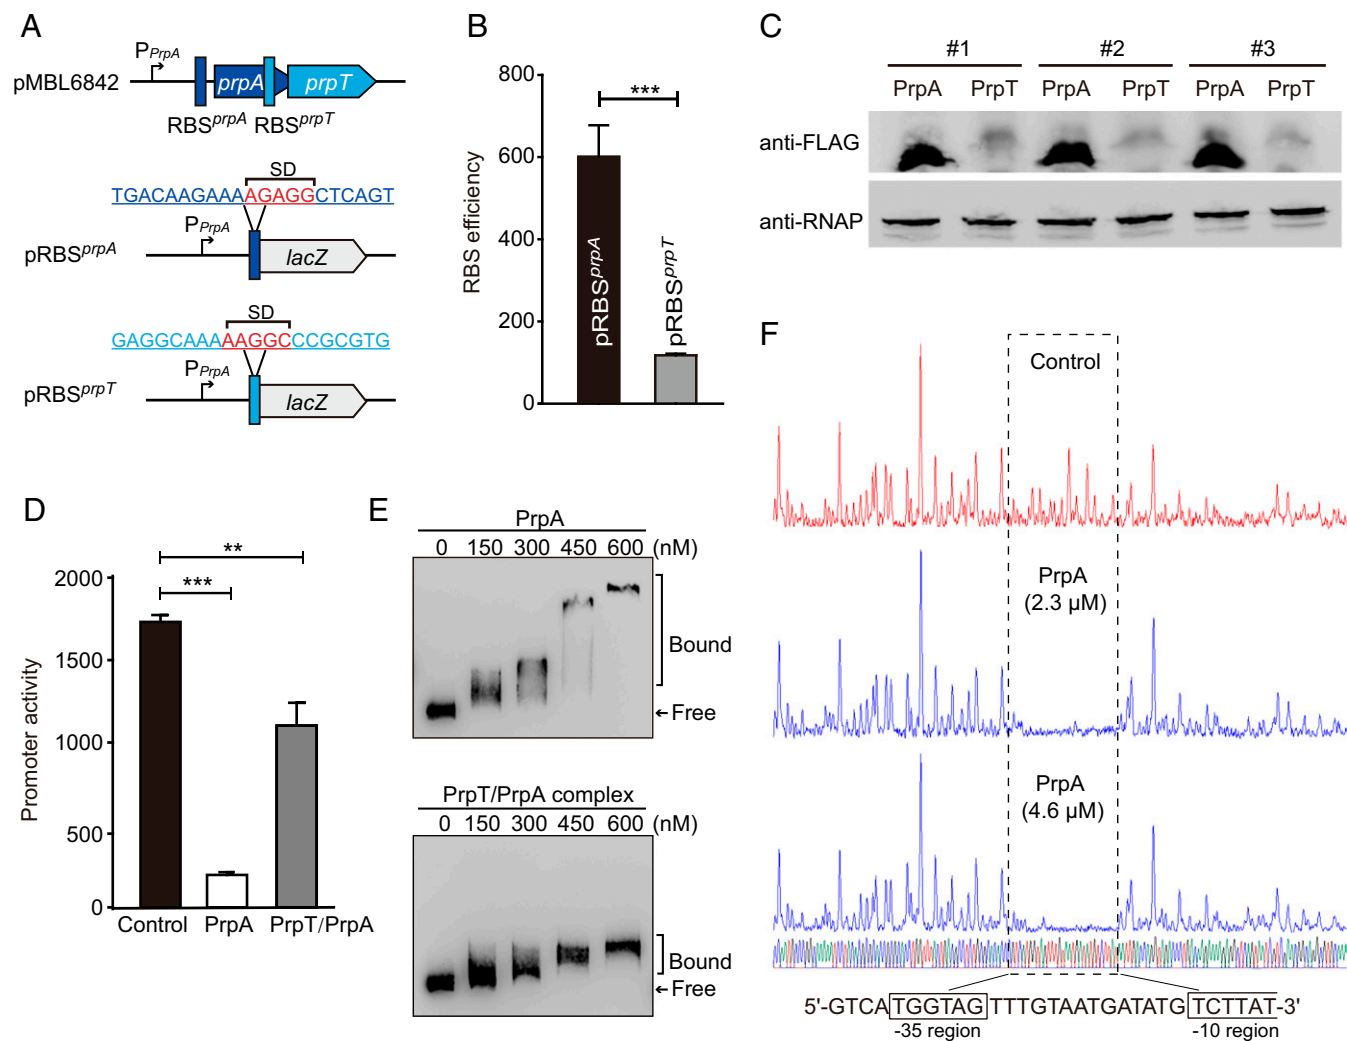 A
P_PrpA
pMBL6842
prpA
prpT
RBS^prpA RBS^prpT
SD
TGACAAGAAAAGAGGCTCAGT
P_PrpA
pRBS^prpA
lacZ
SD
GAGGCAAAAAGGCCCGCGTG
P_PrpA
pRBS^prpT
lacZ
B
800
600
400
200
0
RBS efficiency
***
pRBS^prpA
pRBS^prpT
C
#1 #2 #3
PrpA PrpT PrpA PrpT PrpA PrpT
anti-FLAG
anti-RNAP
D
**
***
2000
1500
1000
500
0
Promoter activity
Control PrpA PrpT/PrpA
E
PrpA
0 150 300 450 600 (nM)
Bound
←Free
PrpT/PrpA complex
0 150 300 450 600 (nM)
Bound
←Free
F
Control
PrpA
(2.3 µM)
PrpA
(4.6 µM)
5'-GTCATGGTAGTTTGTAATGATATGTCTTAT-3'
-35 region -10 region